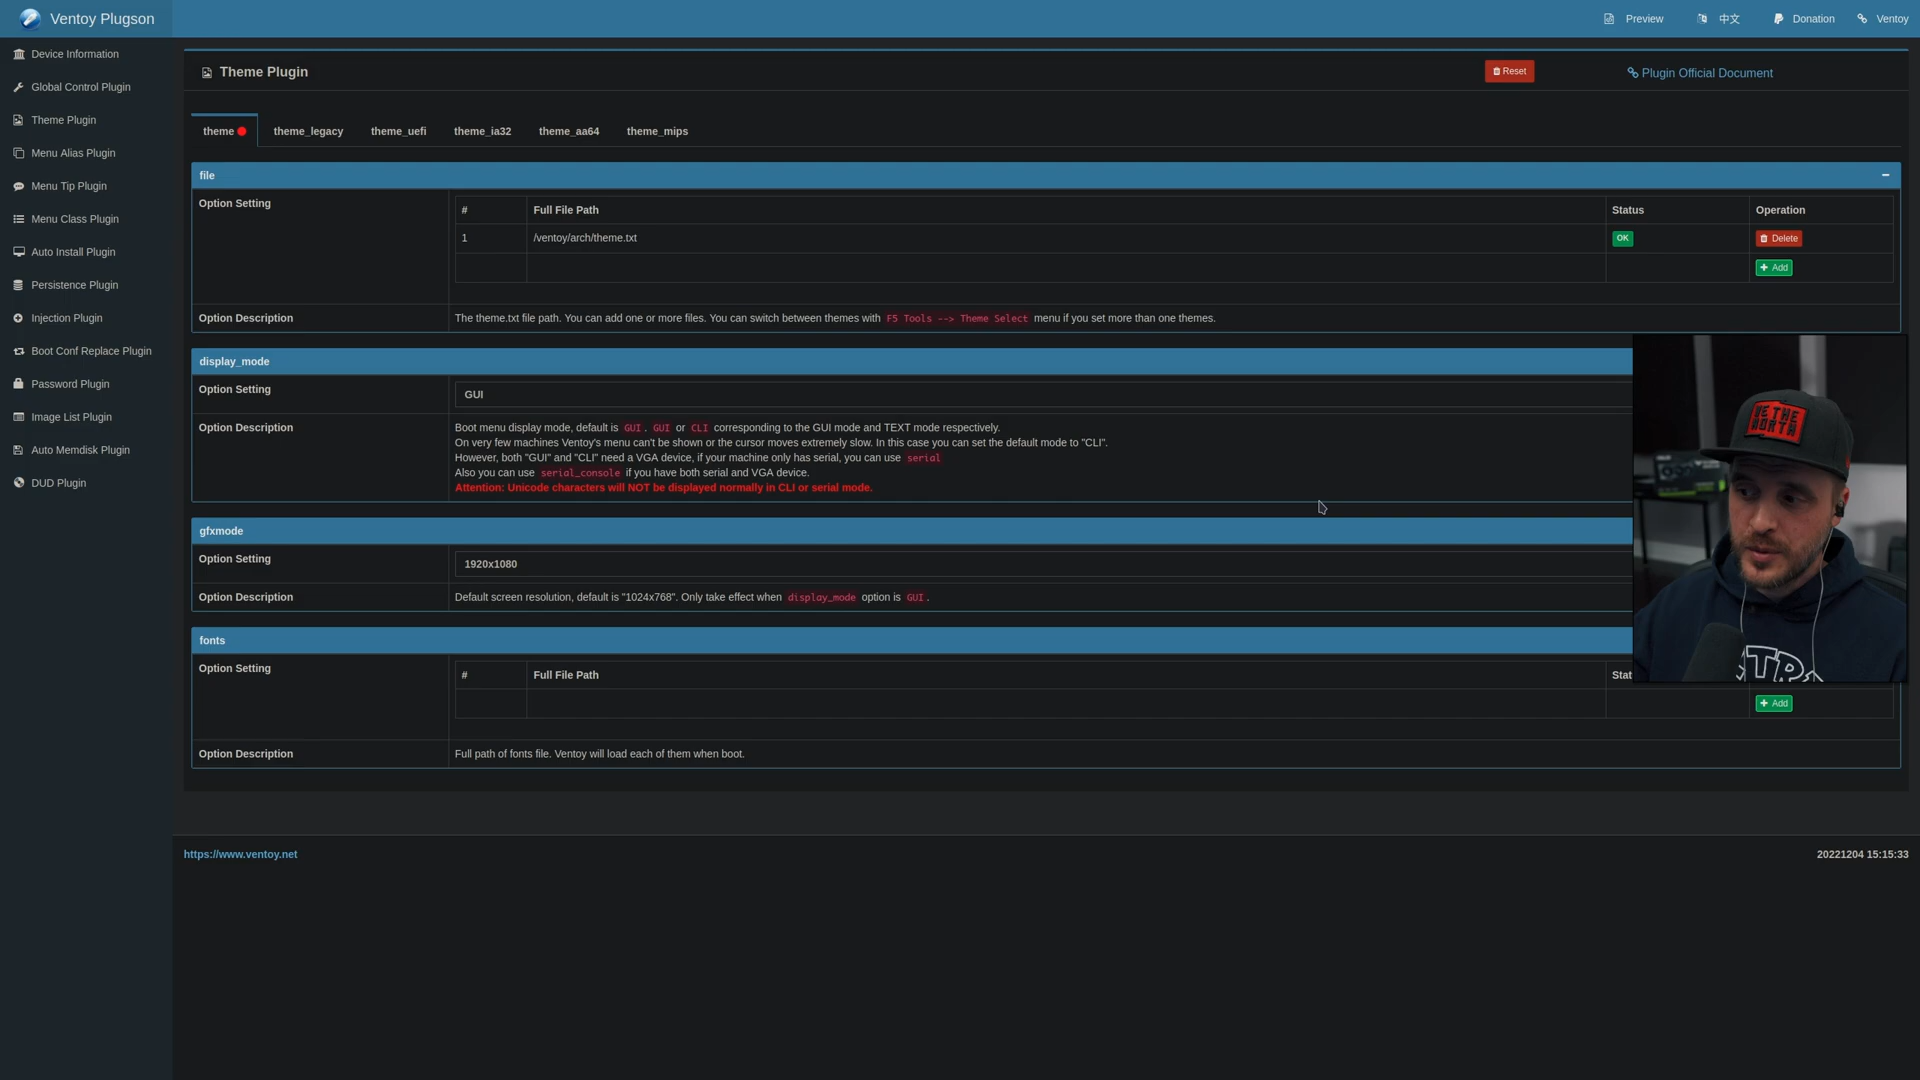 Ventoy Plugson
Preview
中文
Donation
Ventoy
Device Information
Global Control Plugin
Theme Plugin
Menu Alias Plugin
Menu Tip Plugin
Menu Class Plugin
Auto Install Plugin
Persistence Plugin
Injection Plugin
Boot Conf Replace Plugin
Password Plugin
Image List Plugin
Auto Memdisk Plugin
DUD Plugin
Theme Plugin
Reset
Plugin Official Document
theme theme_legacy theme_uefi theme_ia32 theme_aa64 theme_mips
file
Option Setting
# Full File Path Status Operation
1 /ventoy/arch/theme.txt OK Delete
Add
Option Description
The theme.txt file path. You can add one or more files. You can switch between themes with F5 Tools --> Theme Select menu if you set more than one themes.
display_mode
Option Setting
GUI
Option Description
Boot menu display mode, default is GUI . GUI or CLI corresponding to the GUI mode and TEXT mode respectively.
On very few machines Ventoy's menu can't be shown or the cursor moves extremely slow. In this case you can set the default mode to "CLI".
However, both "GUI" and "CLI" need a VGA device, if your machine only has serial, you can use serial
Also you can use serial_console if you have both serial and VGA device.
Attention: Unicode characters will NOT be displayed normally in CLI or serial mode.
gfxmode
Option Setting
1920x1080
Option Description
Default screen resolution, default is "1024x768". Only take effect when display_mode option is GUI .
fonts
Option Setting
# Full File Path Stat
Add
Option Description
Full path of fonts file. Ventoy will load each of them when boot.
WE THE
NORTH
https://www.ventoy.net
20221204 15:15:33